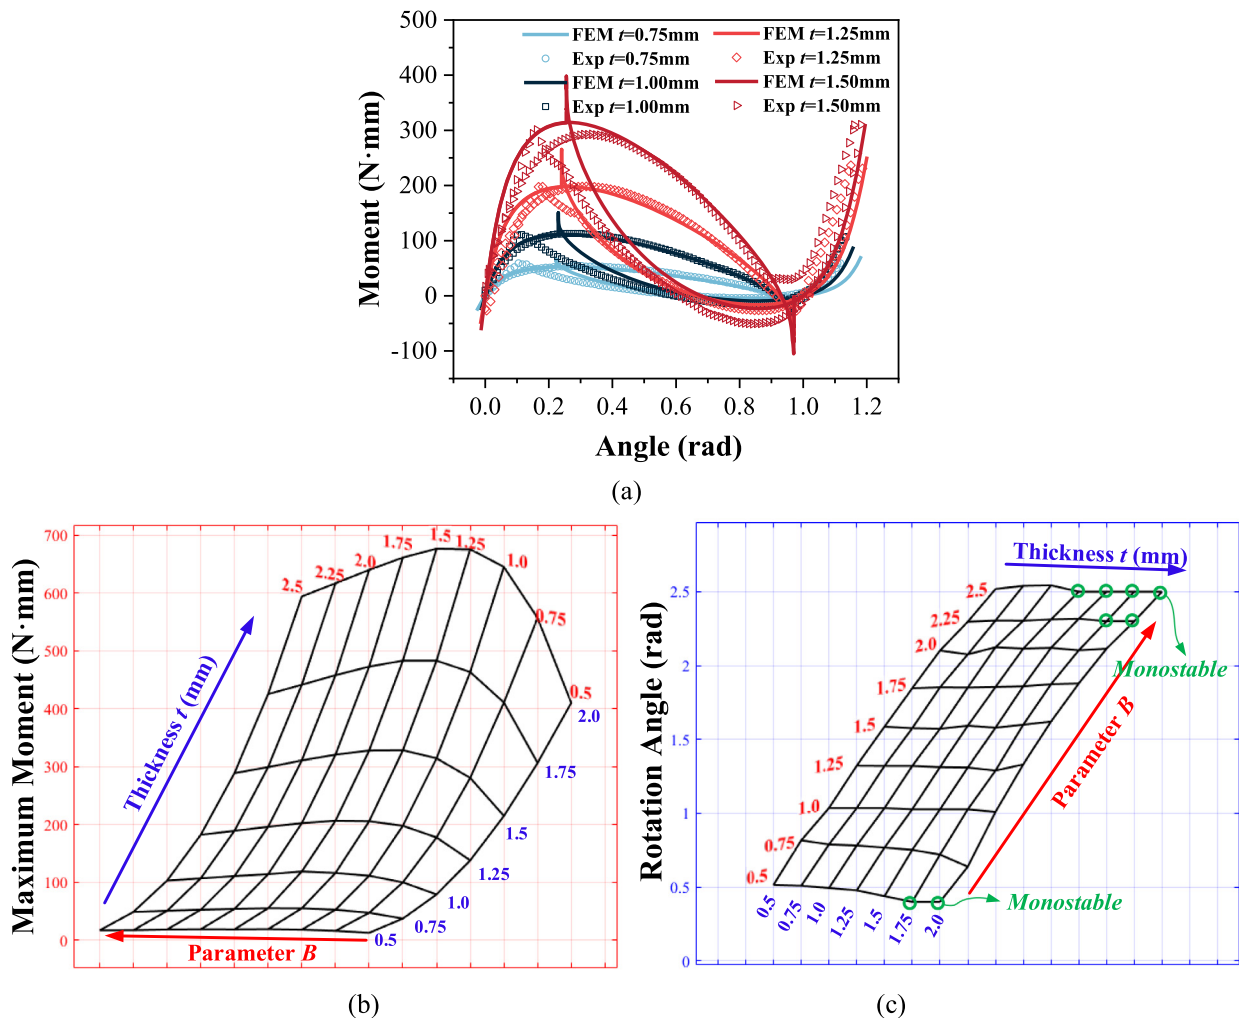 500
400
300
200
100
0
-100
Moment (N·mm)
FEM t=0.75mm
FEM t=1.25mm
Exp t=0.75mm
Exp t=1.25mm
FEM t=1.00mm
FEM t=1.50mm
Exp t=1.00mm
Exp t=1.50mm
0.0 0.2 0.4 0.6 0.8 1.0 1.2
Angle (rad)
(a)
Maximum Moment (N·mm)
700
600
500
400
300
200
100
0
2.5
2.25
2.0
1.75
1.5
1.25
1.0
0.75
0.5
2.0
1.75
1.5
1.25
1.0
0.75
0.5
Thickness t (mm)
Parameter B
(b)
Rotation Angle (rad)
2.5
2
1.5
1
0.5
0
Thickness t (mm)
2.5
2.25
2.0
1.75
1.5
1.25
1.0
0.75
0.5
0.5
0.75
1.0
1.25
1.5
1.75
2.0
Monostable
Parameter B
Monostable
(c)